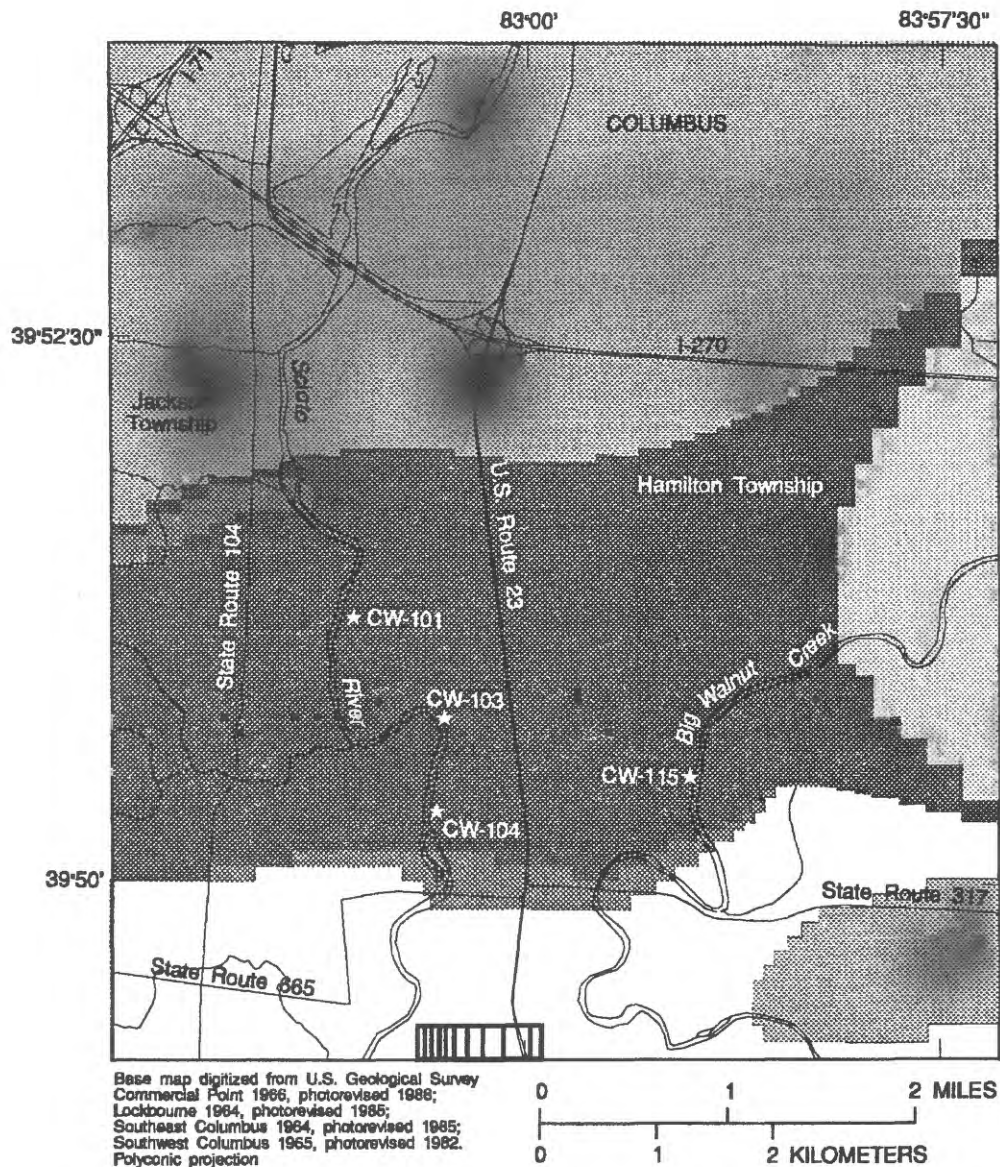 83°00'
83°57'30"
I-71
COLUMBUS
39°52'30"
I-270
Scioto
Jackson
Township
Hamilton Township
U.S. Route 23
State Route 104
CW-101
River
CW-103
Big Walnut Creek
CW-115
CW-104
39°50'
State Route 317
State Route 665
Base map digitized from U.S. Geological Survey
Commercial Point 1966, photorevised 1986;
Lockbourne 1964, photorevised 1985;
Southeast Columbus 1964, photorevised 1985;
Southwest Columbus 1965, photorevised 1982.
Polyconic projection
0 1 2 MILES
0 1 2 KILOMETERS